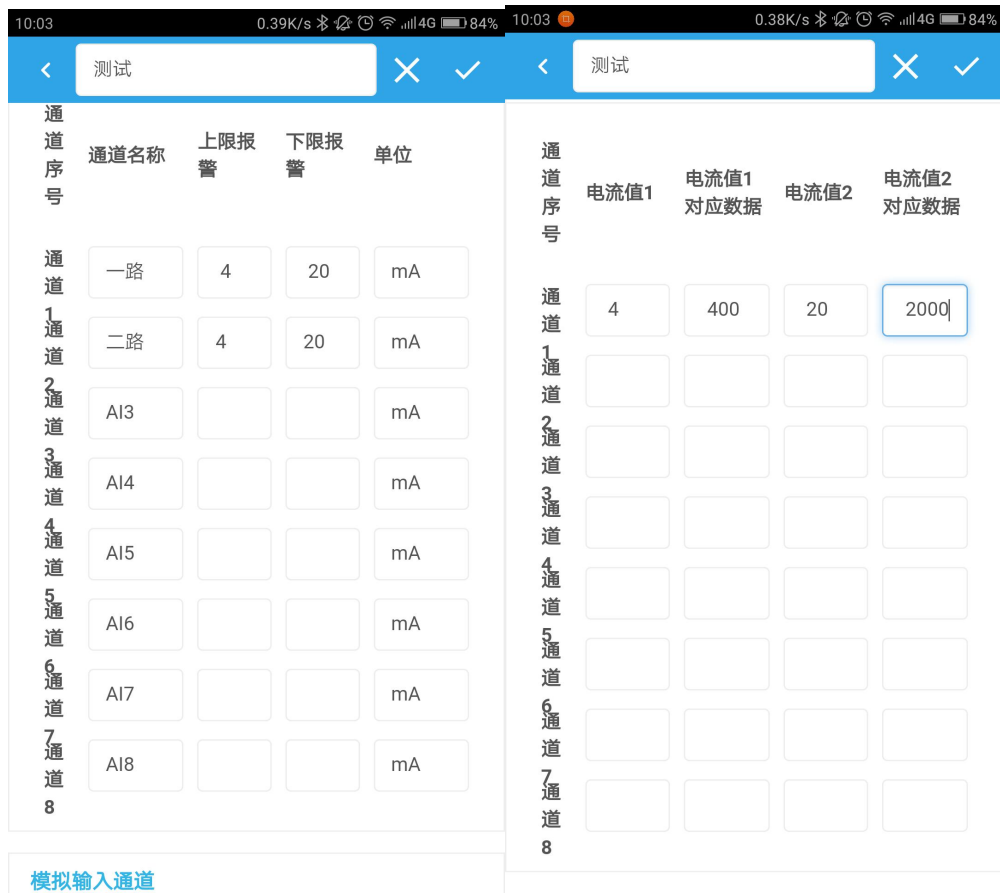 10:03 0.39K/s 4G 84%
测试
通道序号 通道名称 上限报警 下限报警 单位
通道1 一路 4 20 mA
通道2 二路 4 20 mA
通道3 AI3 mA
通道4 AI4 mA
通道5 AI5 mA
通道6 AI6 mA
通道7 AI7 mA
通道8 AI8 mA
模拟输入通道
10:03 0.38K/s 4G 84%
测试
通道序号 电流值1 电流值1对应数据 电流值2 电流值2对应数据
通道1 4 400 20 2000
通道2
通道3
通道4
通道5
通道6
通道7
通道8